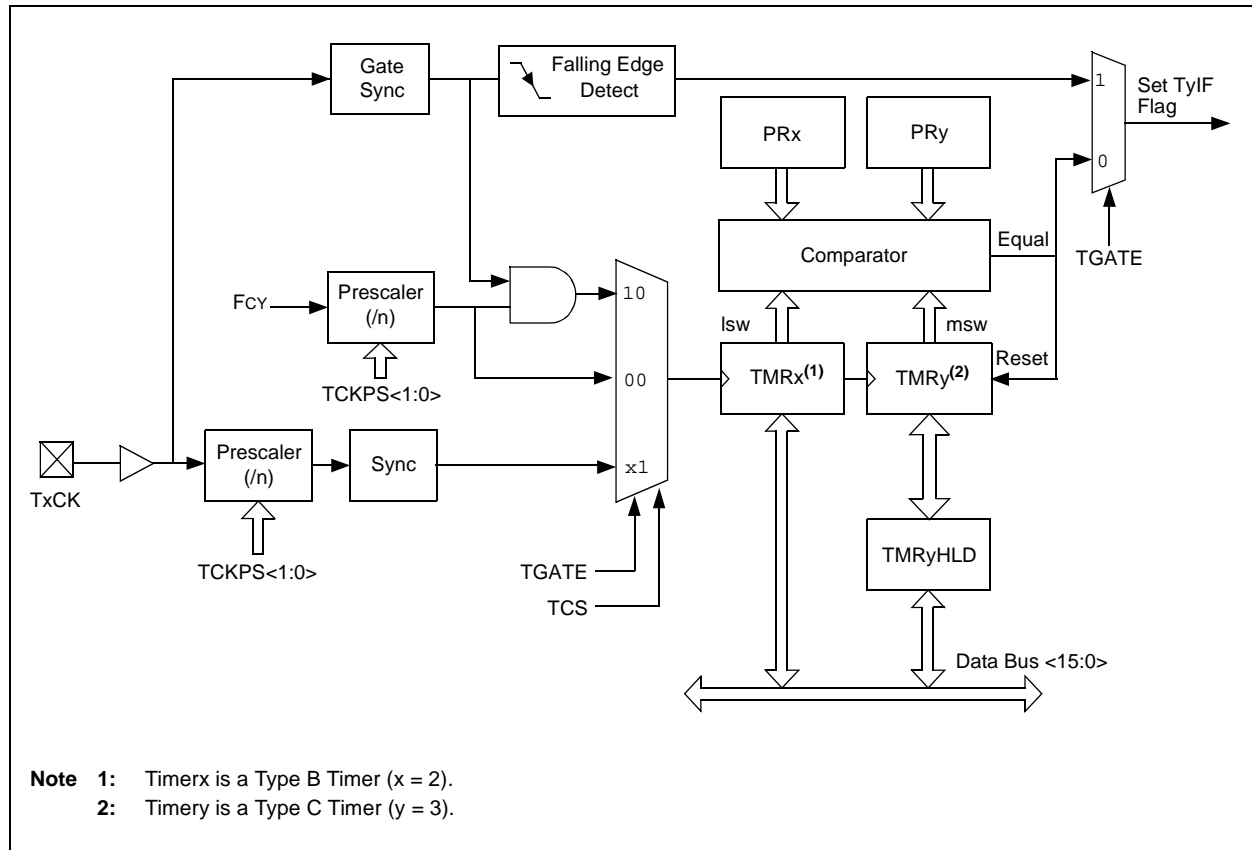 Gate
Sync
Falling Edge
Detect
1
0
Set TyIF
Flag
TGATE
PRx
PRy
Comparator
Equal
lsw
msw
Reset
FCY
Prescaler
(/n)
TCKPS<1:0>
10
00
x1
TMRx(1)
TMRy(2)
TxCK
Prescaler
(/n)
Sync
TCKPS<1:0>
TGATE
TCS
TMRyHLD
Data Bus <15:0>
Note 1: Timerx is a Type B Timer (x = 2).
2: Timery is a Type C Timer (y = 3).